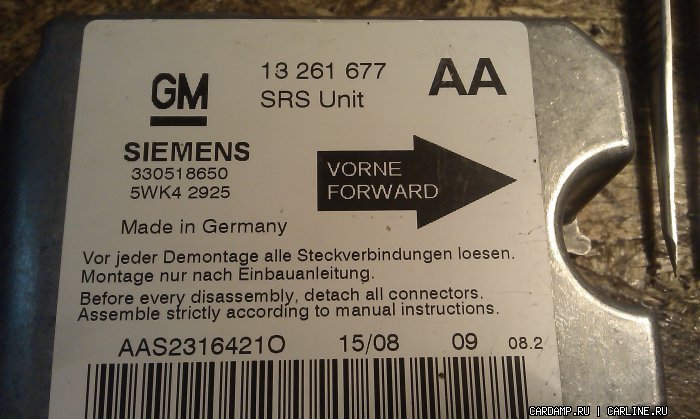 GM
13 261 677
AA
SRS Unit
SIEMENS
330518650
5WK4 2925
VORNE
FORWARD
Made in Germany
Vor jeder Demontage alle Steckverbindungen loesen.
Montage nur nach Einbauanleitung.
Before every disassembly, detach all connectors.
Assemble strictly according to manual instructions.
AAS2316421O 15/08 09 08.2
CARDAMP.RU | CARLINE.RU